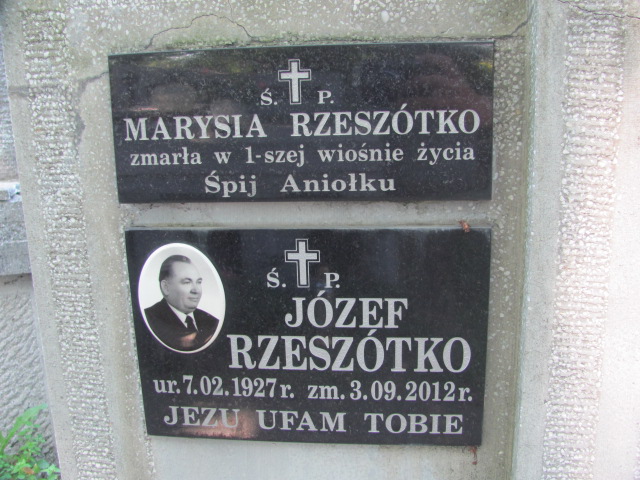 Ś. P.
MARYSIA RZESZÓTKO
zmarła w 1-szej wiośnie życia
Śpij Aniołku
Ś. P.
JÓZEF
RZESZÓTKO
ur. 7.02.1927 r. zm. 3.09.2012 r.
JEZU UFAM TOBIE